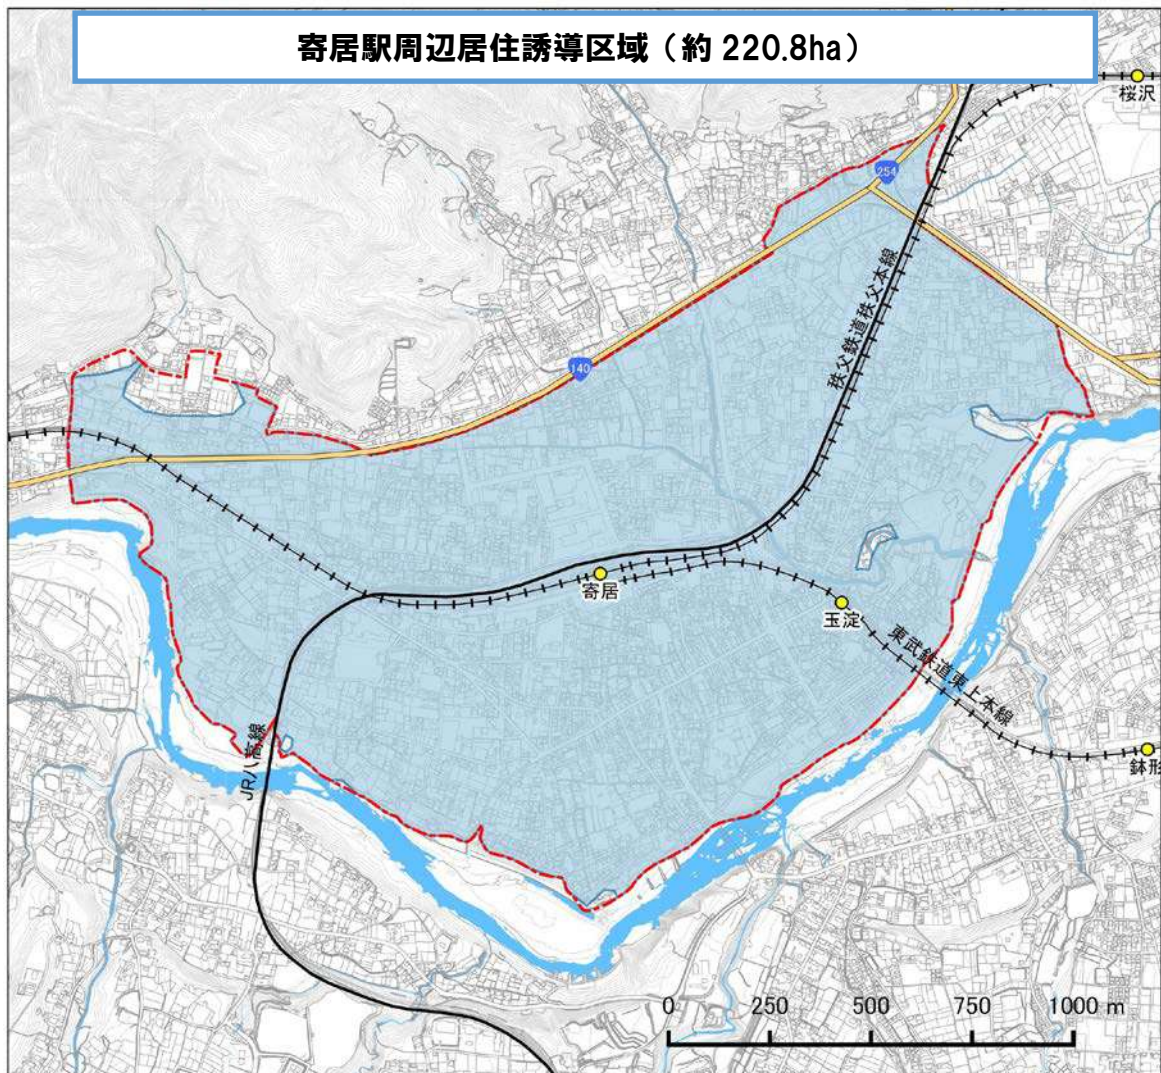 寄居駅周辺居住誘導区域（約 220.8ha）
桜沢
254
秩父鉄道秩父本線
140
寄居
玉淀
東武鉄道東上本線
JR八高線
鉢形
0 250 500 750 1000 m